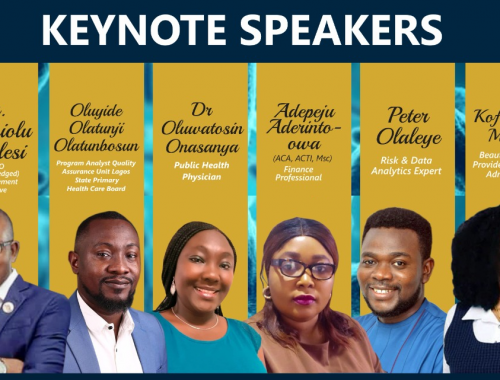 KEYNOTE SPEAKERS
Oluyide
Olatunji
Olatunbosun
Program Analyst Quality
Assurance Unit Lagos
State Primary
Health Care Board
Dr
Oluwatosin
Onasanya
Public Health
Physician
Adepeju
Aderinto-
owa
(ACA, ACTI, Msc)
Finance
Professional
Peter
Olaleye
Risk & Data
Analytics Expert